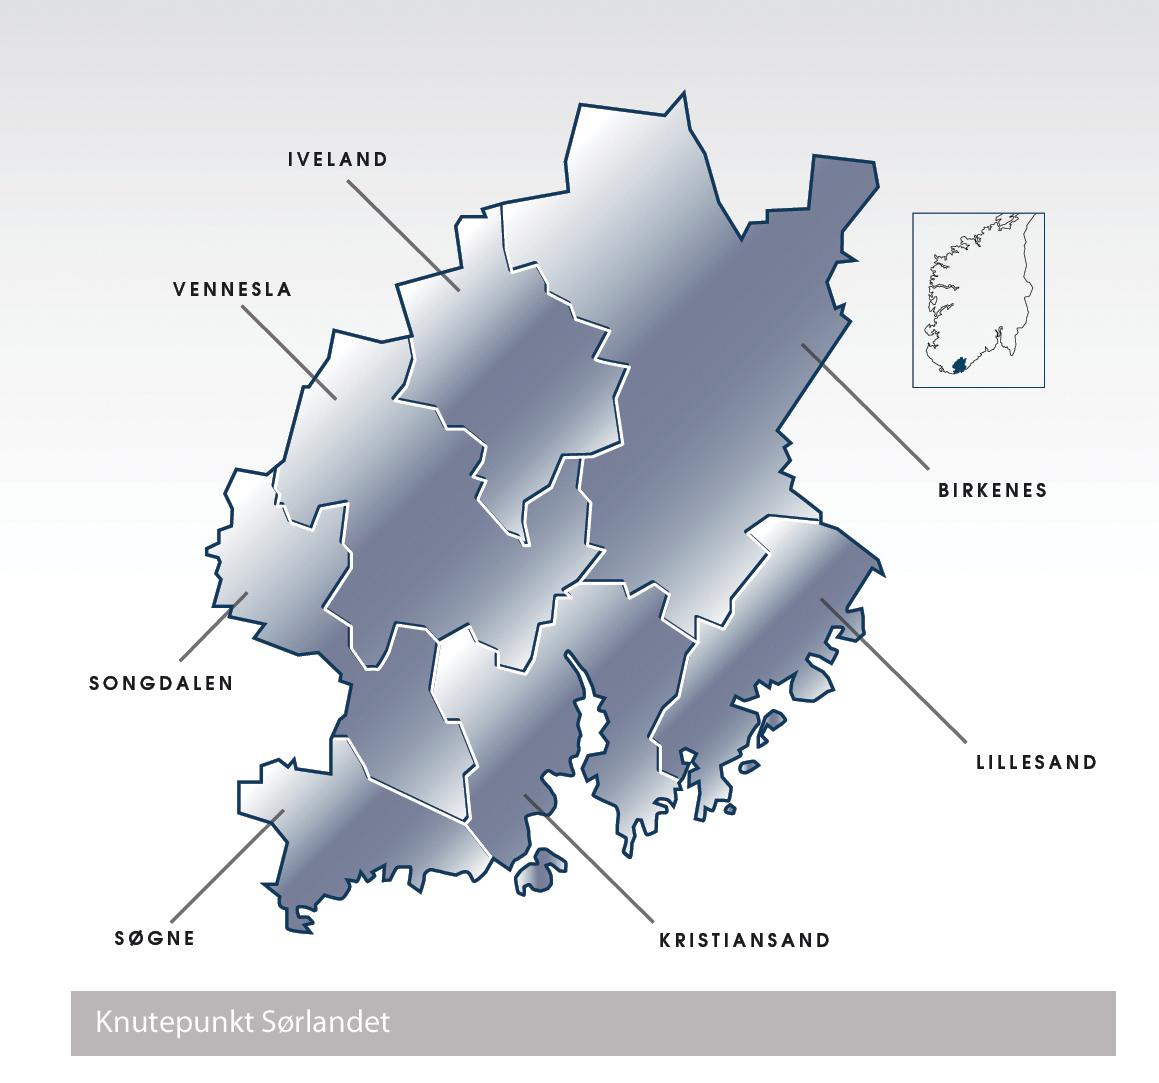 IVELAND
VENNESLA
BIRKENES
SONGDALEN
LILLESAND
SØGNE
KRISTIANSAND
Knutepunkt Sørlandet